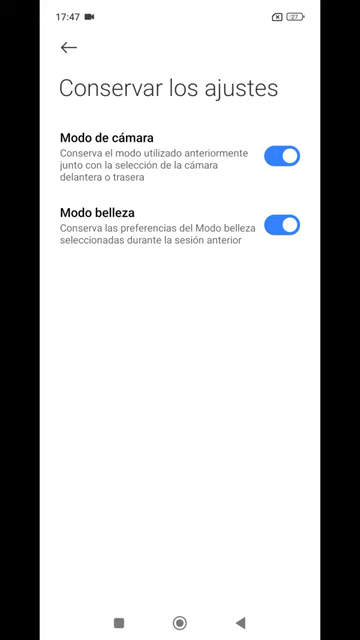 17:47
27
Conservar los ajustes
Modo de cámara
Conserva el modo utilizado anteriormente
junto con la selección de la cámara
delantera o trasera
Modo belleza
Conserva las preferencias del Modo belleza
seleccionadas durante la sesión anterior